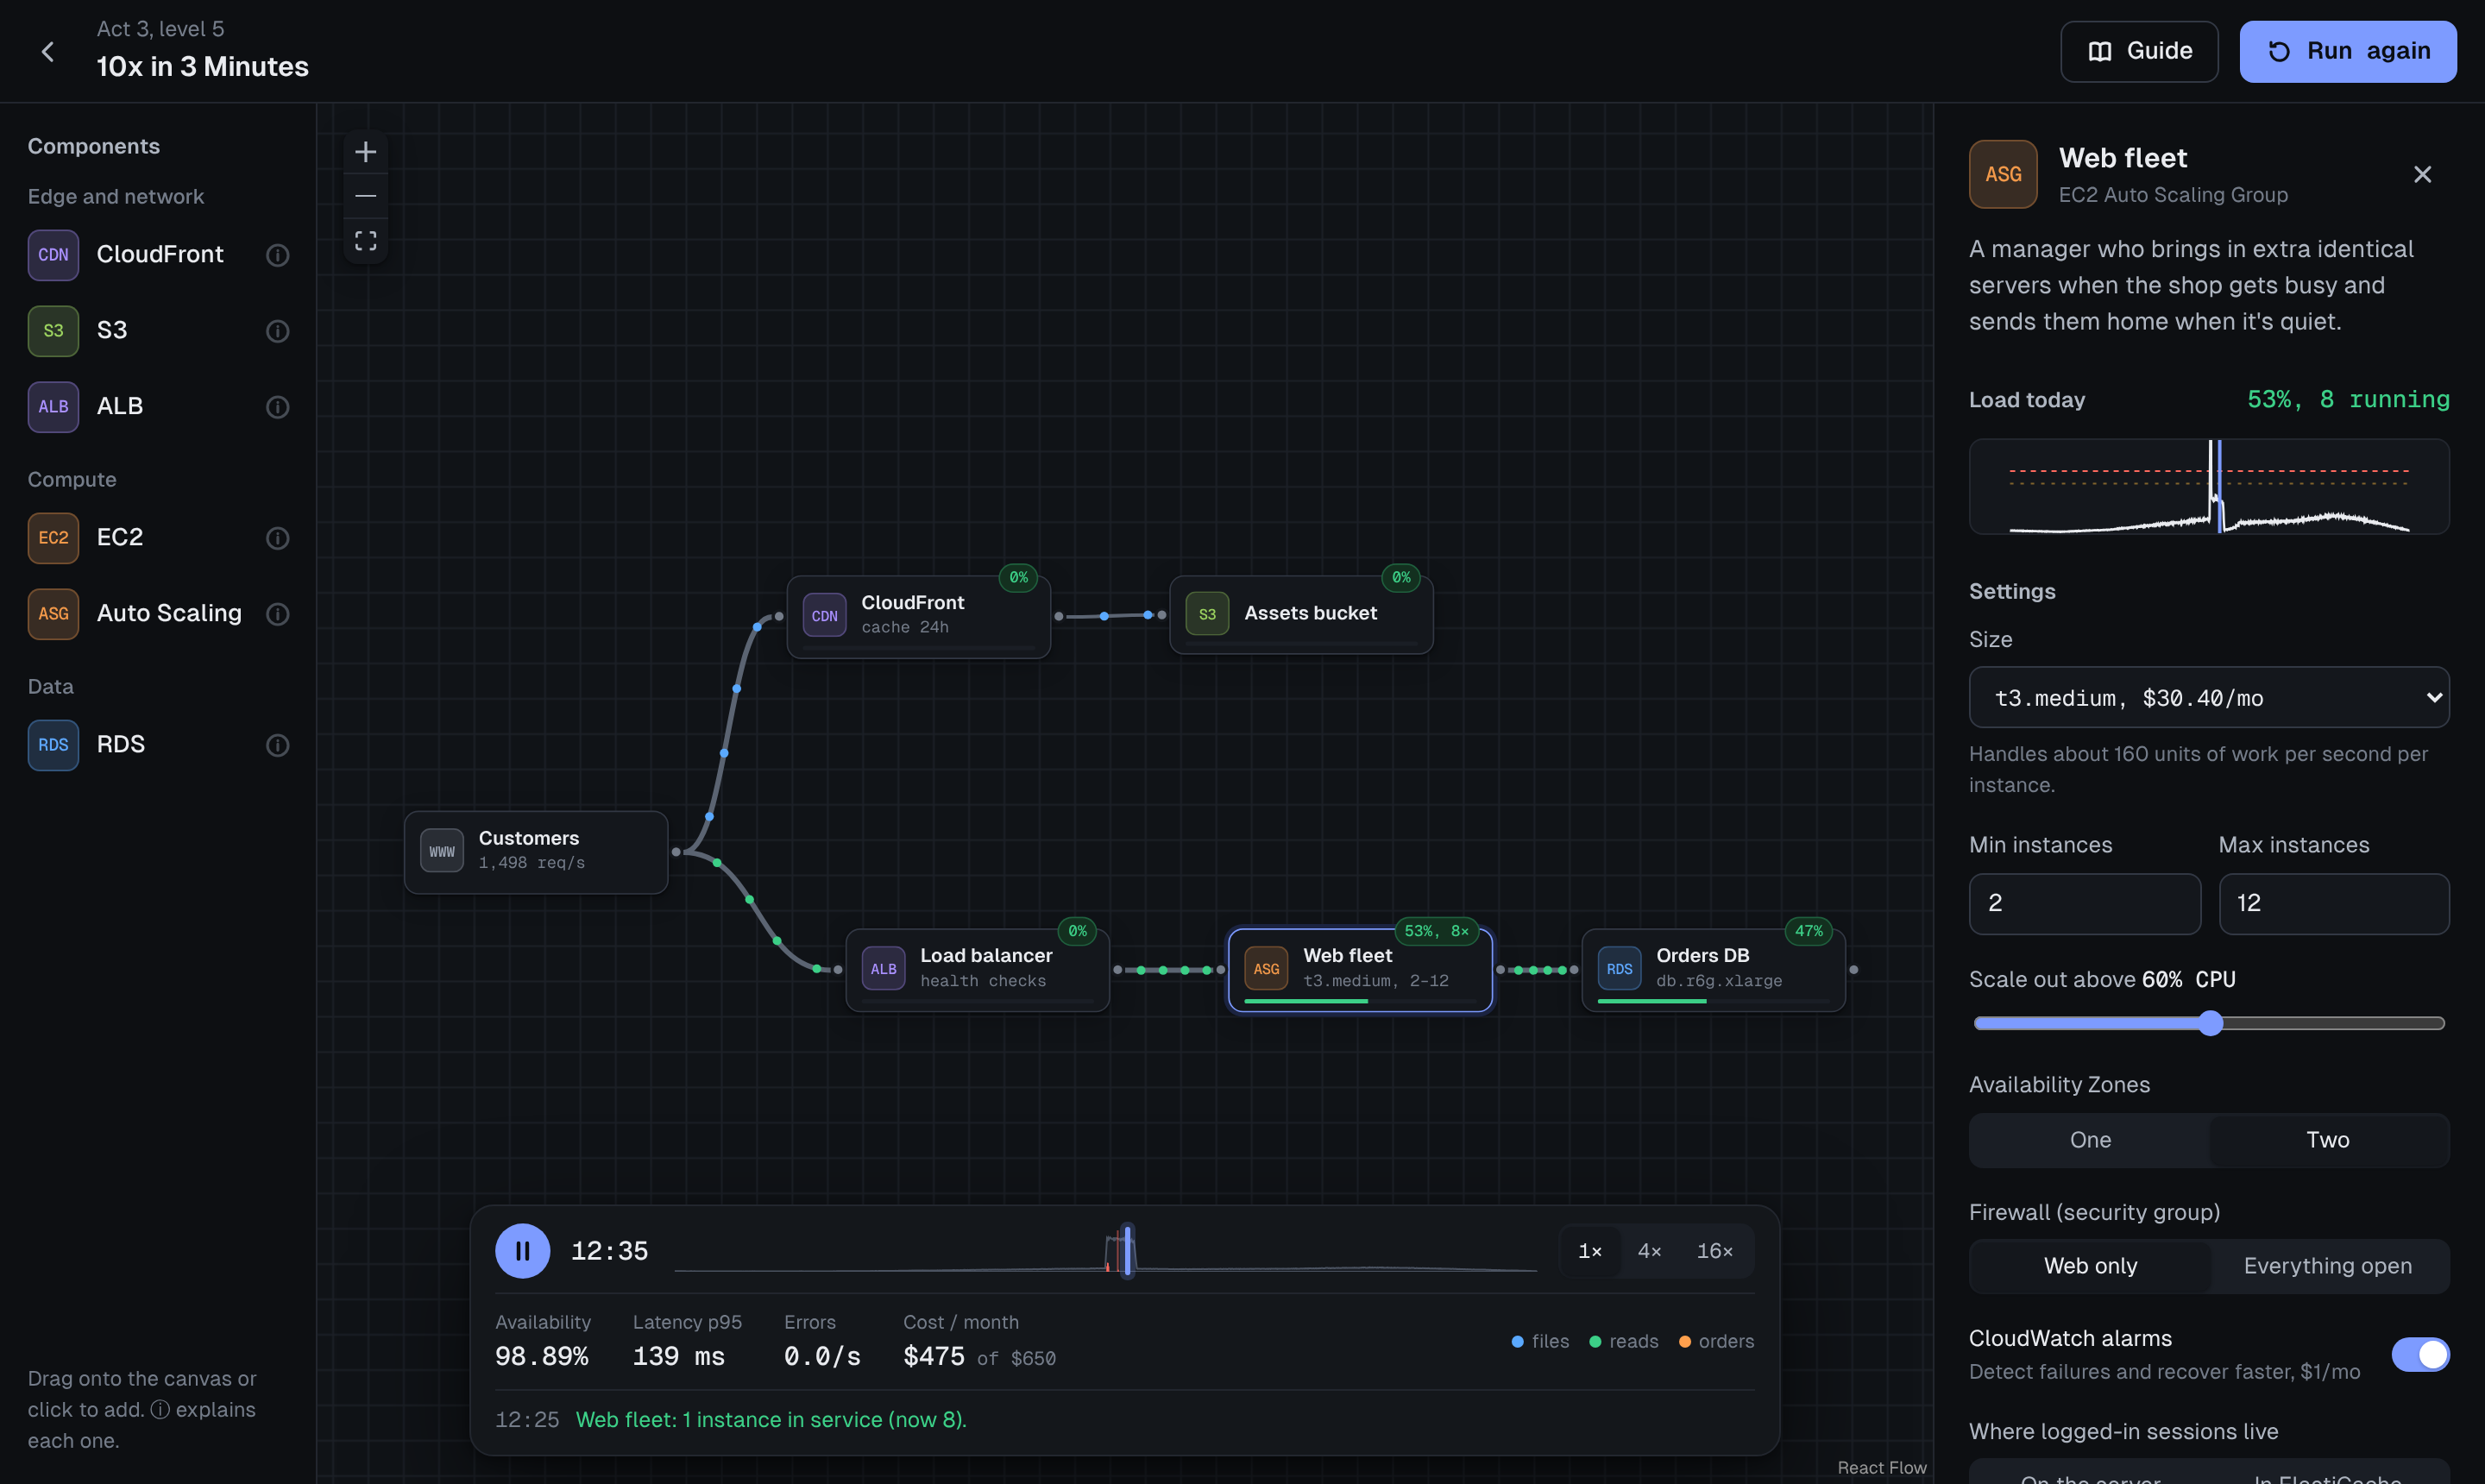 Act 3, level 5
10x in 3 Minutes
Guide
Run again
Components
Edge and network
CDN CloudFront
S3 S3
ALB ALB
Compute
EC2 EC2
ASG Auto Scaling
Data
RDS RDS
Drag onto the canvas or
click to add. ⓘ explains
each one.
0%
CDN CloudFront
cache 24h
0%
S3 Assets bucket
WWW Customers
1,498 req/s
0%
ALB Load balancer
health checks
53%, 8×
ASG Web fleet
t3.medium, 2-12
47%
RDS Orders DB
db.r6g.xlarge
12:35
1× 4× 16×
Availability Latency p95 Errors Cost / month
98.89% 139 ms 0.0/s $475 of $650
files reads orders
12:25 Web fleet: 1 instance in service (now 8).
React Flow
ASG Web fleet
EC2 Auto Scaling Group
A manager who brings in extra identical
servers when the shop gets busy and
sends them home when it's quiet.
Load today 53%, 8 running
Settings
Size
t3.medium, $30.40/mo
Handles about 160 units of work per second per
instance.
Min instances Max instances
2 12
Scale out above 60% CPU
Availability Zones
One Two
Firewall (security group)
Web only Everything open
CloudWatch alarms
Detect failures and recover faster, $1/mo
Where logged-in sessions live
On the server In ElastiCache